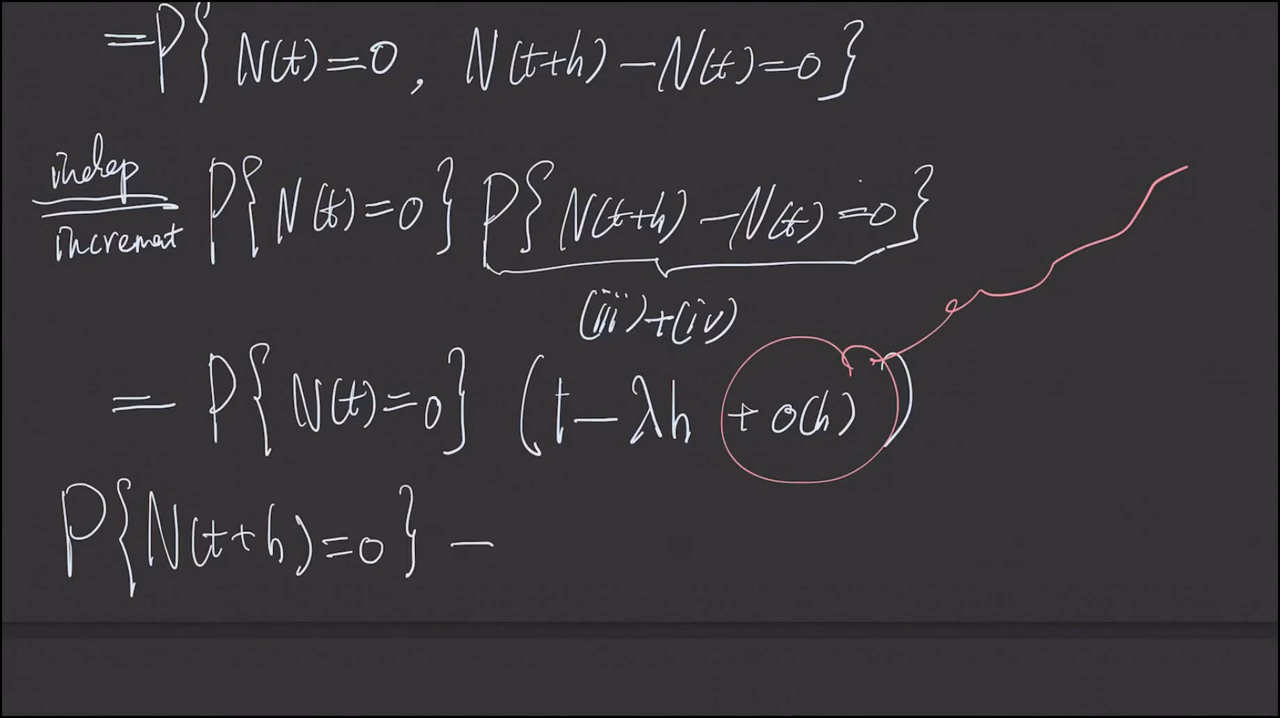 =P{ N(t)=0, N(t+h)-N(t)=0}
indep
increment P{N(t)=0} P{N(t+h)-N(t)=0}
(iii)+(iv)
= P{N(t)=0} (1-λh + o(h))
P{N(t+h)=0} -